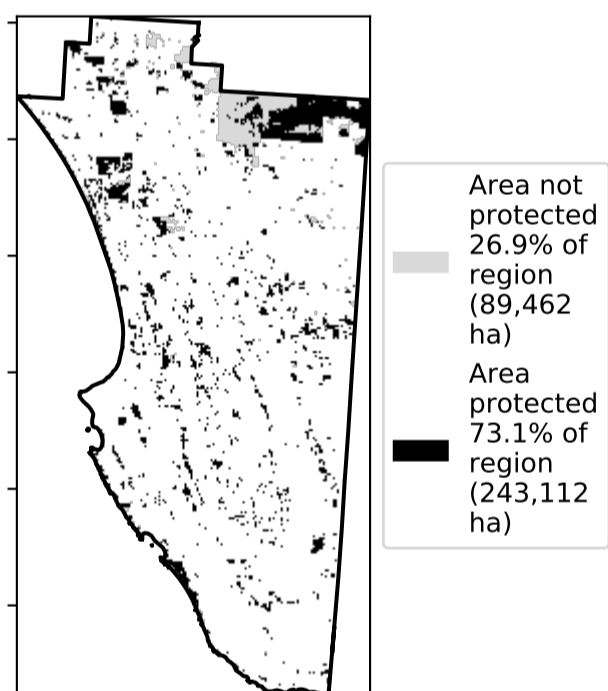 Area not
protected
26.9% of
region
(89,462
ha)
Area
protected
73.1% of
region
(243,112
ha)